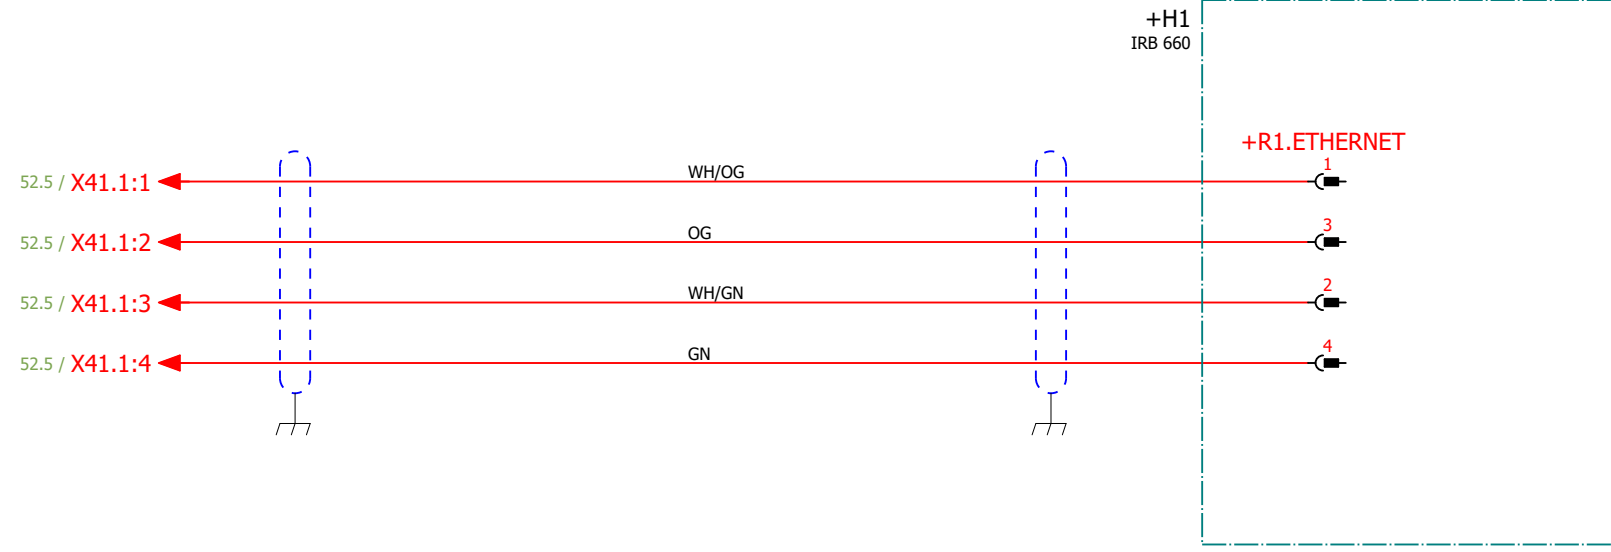 +H1
IRB 660
+R1.ETHERNET
52.5 / X41.1:1 WH/OG 1
52.5 / X41.1:2 OG 3
52.5 / X41.1:3 WH/GN 2
52.5 / X41.1:4 GN 4